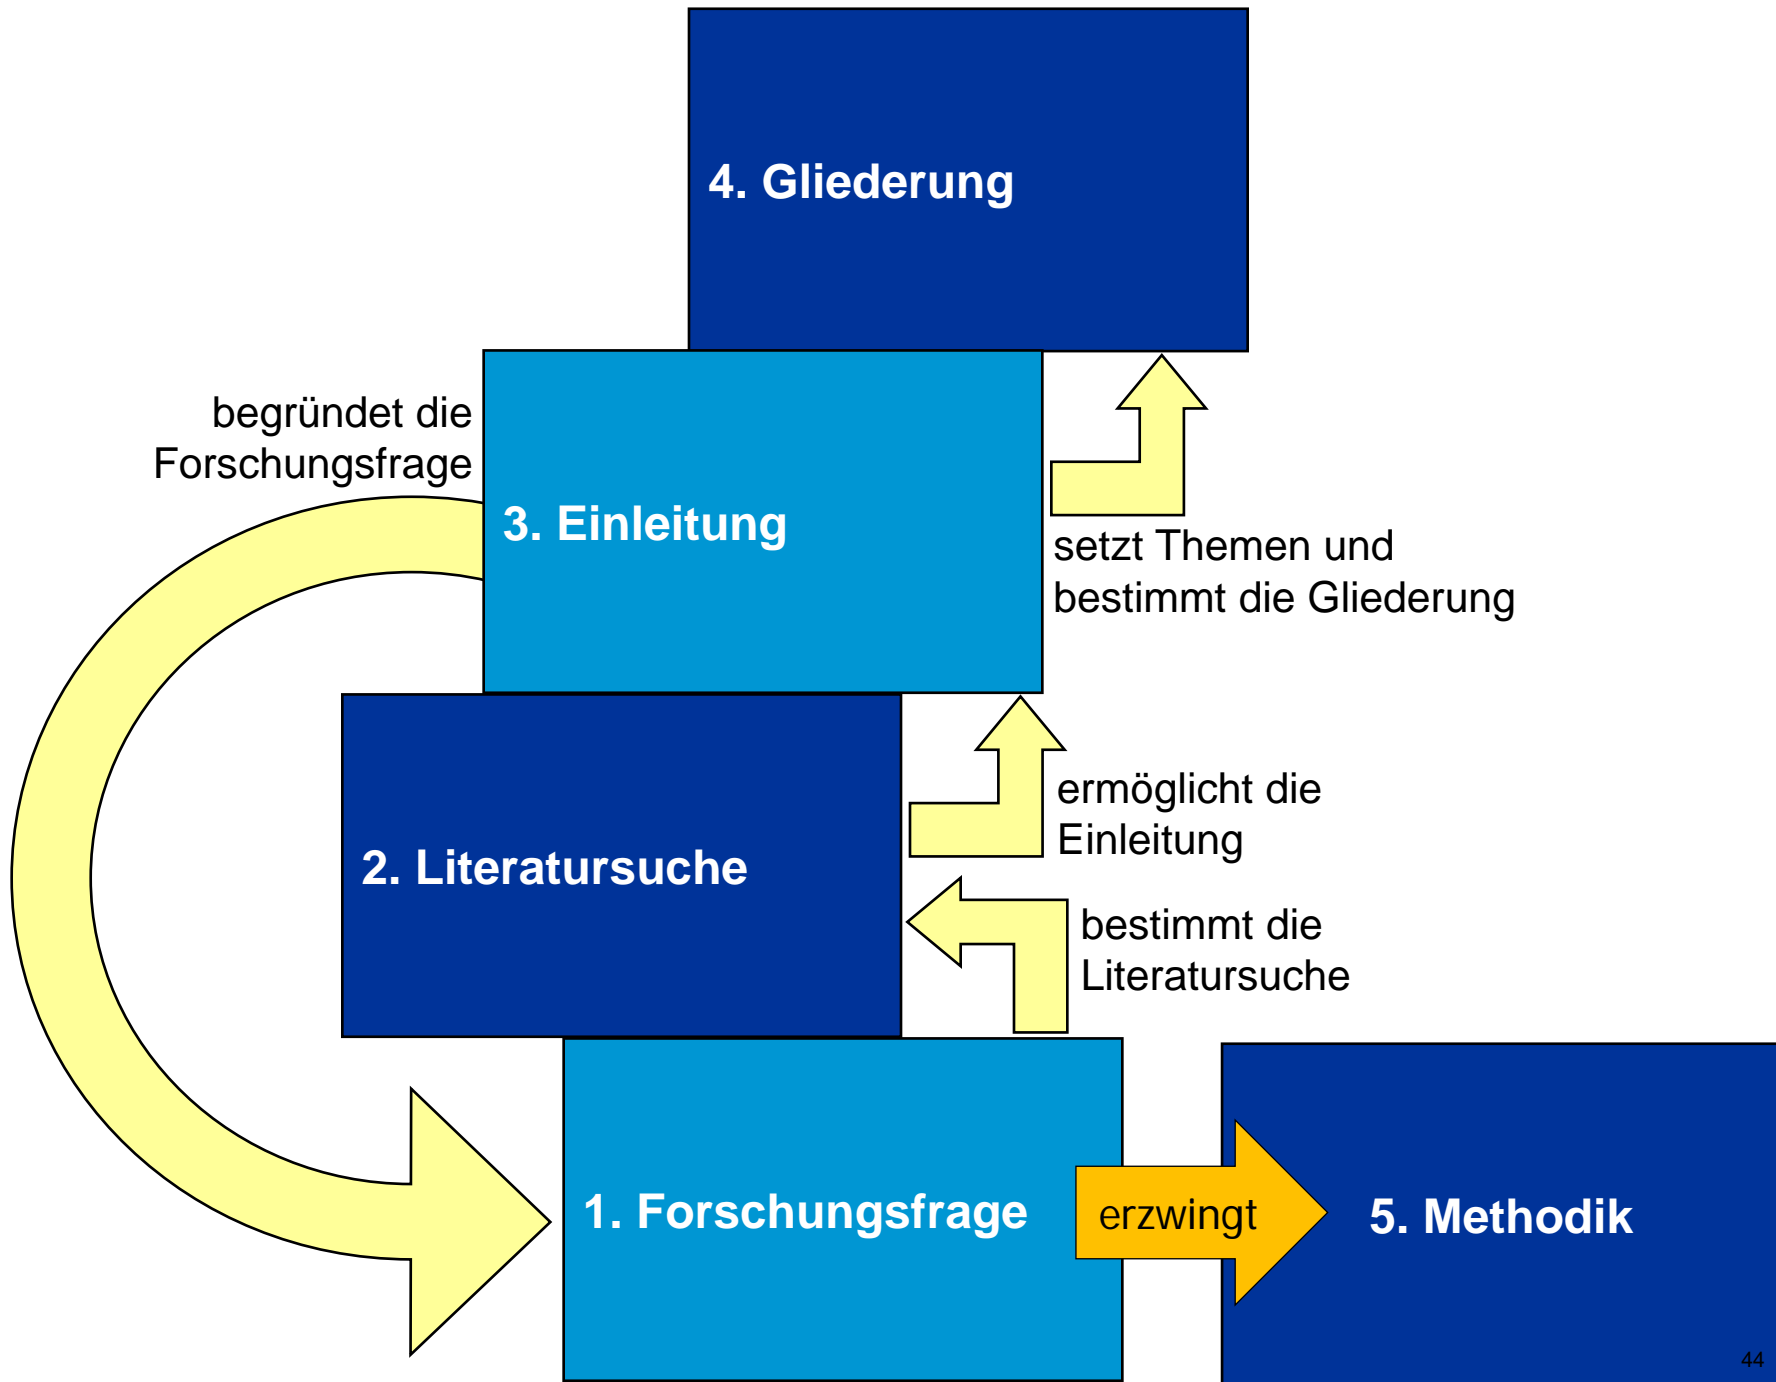 4. Gliederung
begründet die
Forschungsfrage
3. Einleitung
setzt Themen und
bestimmt die Gliederung
ermöglicht die
Einleitung
2. Literatursuche
bestimmt die
Literatursuche
1. Forschungsfrage
erzwingt
5. Methodik
44